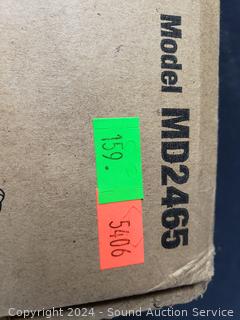 Model MD2465
159.
5406
Copyright 2024 - Sound Auction Service